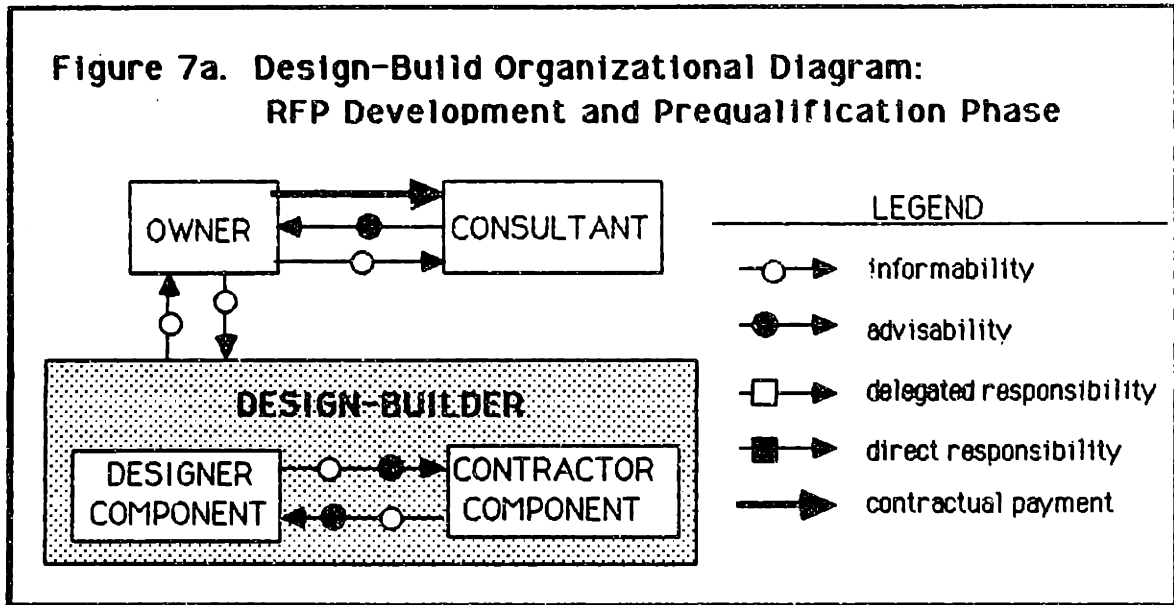 Figure 7a. Design-Build Organizational Diagram:
RFP Development and Prequalification Phase
OWNER
CONSULTANT
DESIGN-BUILDER
DESIGNER
COMPONENT
CONTRACTOR
COMPONENT
LEGEND
informability
advisability
delegated responsibility
direct responsibility
contractual payment